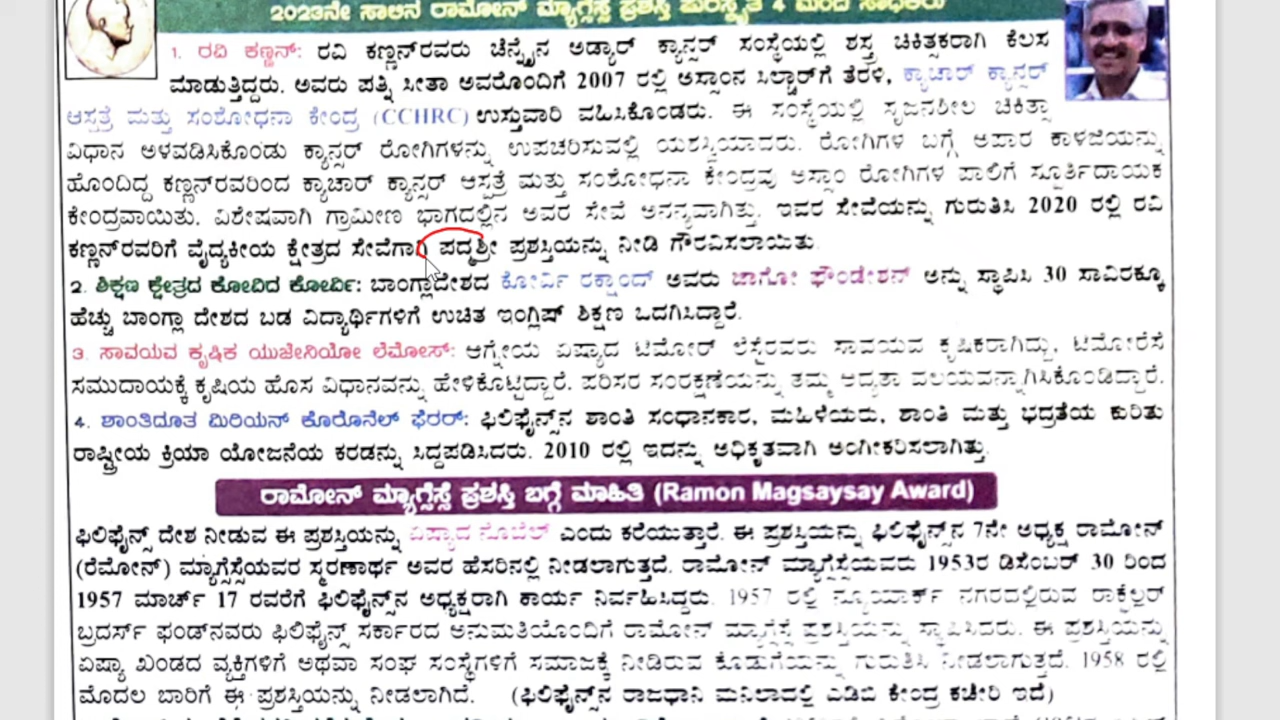 2023ನೇ ಸಾಲಿನ ರಾಮೋನ್ ಮ್ಯಾಗ್ಸೆಸ್ಸೆ ಪ್ರಶಸ್ತಿ ಪುರಸ್ಕೃತ 4 ಮಂದಿ ಸಾಧಕರು
1. ರವಿ ಕಣ್ಣನ್: ರವಿ ಕಣ್ಣನ್‌ರವರು ಚೆನ್ನೈನ ಅಡ್ಯಾರ್ ಕ್ಯಾನ್ಸರ್ ಸಂಸ್ಥೆಯಲ್ಲಿ ಶಸ್ತ್ರ ಚಿಕಿತ್ಸಕರಾಗಿ ಕೆಲಸ
ಮಾಡುತ್ತಿದ್ದರು. ಅವರು ಪತ್ನಿ ಸೀತಾ ಅವರೊಂದಿಗೆ 2007 ರಲ್ಲಿ ಅಸ್ಸಾಂನ ಸಿಲ್ಚಾರ್‌ಗೆ ತೆರಳಿ, ಕ್ಯಾಚಾರ್ ಕ್ಯಾನ್ಸರ್
ಆಸ್ಪತ್ರೆ ಮತ್ತು ಸಂಶೋಧನಾ ಕೇಂದ್ರ (CCHRC) ಉಸ್ತುವಾರಿ ವಹಿಸಿಕೊಂಡರು. ಈ ಸಂಸ್ಥೆಯಲ್ಲಿ ಸೃಜನಶೀಲ ಚಿಕಿತ್ಸಾ
ವಿಧಾನ ಅಳವಡಿಸಿಕೊಂಡು ಕ್ಯಾನ್ಸರ್ ರೋಗಿಗಳನ್ನು ಉಪಚರಿಸುವಲ್ಲಿ ಯಶಸ್ವಿಯಾದರು. ರೋಗಿಗಳ ಬಗ್ಗೆ ಅಪಾರ ಕಾಳಜಿಯನ್ನು
ಹೊಂದಿದ್ದ ಕಣ್ಣನ್‌ರವರಿಂದ ಕ್ಯಾಚಾರ್ ಕ್ಯಾನ್ಸರ್ ಆಸ್ಪತ್ರೆ ಮತ್ತು ಸಂಶೋಧನಾ ಕೇಂದ್ರವು ಅಸ್ಸಾಂ ರೋಗಿಗಳ ಪಾಲಿಗೆ ಸ್ಫೂರ್ತಿದಾಯಕ
ಕೇಂದ್ರವಾಯಿತು. ವಿಶೇಷವಾಗಿ ಗ್ರಾಮೀಣ ಭಾಗದಲ್ಲಿನ ಅವರ ಸೇವೆ ಅನನ್ಯವಾಗಿತ್ತು. ಇವರ ಸೇವೆಯನ್ನು ಗುರುತಿಸಿ 2020 ರಲ್ಲಿ ರವಿ
ಕಣ್ಣನ್‌ರವರಿಗೆ ವೈದ್ಯಕೀಯ ಕ್ಷೇತ್ರದ ಸೇವೆಗಾಗಿ ಪದ್ಮಶ್ರೀ ಪ್ರಶಸ್ತಿಯನ್ನು ನೀಡಿ ಗೌರವಿಸಲಾಯಿತು.
2. ಶಿಕ್ಷಣ ಕ್ಷೇತ್ರದ ಕೋವಿದ ಕೋರ್ವಿ: ಬಾಂಗ್ಲಾದೇಶದ ಕೋರ್ವಿ ರಕ್ಷಾಂದ್ ಅವರು ಜಾಗೋ ಫೌಂಡೇಶನ್ ಅನ್ನು ಸ್ಥಾಪಿಸಿ 30 ಸಾವಿರಕ್ಕೂ
ಹೆಚ್ಚು ಬಾಂಗ್ಲಾ ದೇಶದ ಬಡ ವಿದ್ಯಾರ್ಥಿಗಳಿಗೆ ಉಚಿತ ಇಂಗ್ಲಿಷ್ ಶಿಕ್ಷಣ ಒದಗಿಸಿದ್ದಾರೆ.
3. ಸಾವಯವ ಕೃಷಿಕ ಯುಜೇನಿಯೋ ಲೆಮೋಸ್: ಆಗ್ನೇಯ ಏಷ್ಯಾದ ಟಿಮೋರ್ ಲೆಸ್ಟೆರವರು ಸಾವಯವ ಕೃಷಿಕರಾಗಿದ್ದು, ಟಿಮೋರೆಸೆ
ಸಮುದಾಯಕ್ಕೆ ಕೃಷಿಯ ಹೊಸ ವಿಧಾನವನ್ನು ಹೇಳಿಕೊಟ್ಟಿದ್ದಾರೆ. ಪರಿಸರ ಸಂರಕ್ಷಣೆಯನ್ನು ತಮ್ಮ ಆದ್ಯತಾ ವಲಯವನ್ನಾಗಿಸಿಕೊಂಡಿದ್ದಾರೆ.
4. ಶಾಂತಿದೂತ ಮಿರಿಯನ್ ಕೊರೊನೆಲ್ ಫೆರರ್: ಫಿಲಿಫೈನ್ಸ್‌ನ ಶಾಂತಿ ಸಂಧಾನಕಾರ, ಮಹಿಳೆಯರು, ಶಾಂತಿ ಮತ್ತು ಭದ್ರತೆಯ ಕುರಿತು
ರಾಷ್ಟ್ರೀಯ ಕ್ರಿಯಾ ಯೋಜನೆಯ ಕರಡನ್ನು ಸಿದ್ದಪಡಿಸಿದರು. 2010 ರಲ್ಲಿ ಇದನ್ನು ಅಧಿಕೃತವಾಗಿ ಅಂಗೀಕರಿಸಲಾಗಿತ್ತು.
ರಾಮೋನ್ ಮ್ಯಾಗ್ಸೆಸ್ಸೆ ಪ್ರಶಸ್ತಿ ಬಗ್ಗೆ ಮಾಹಿತಿ (Ramon Magsaysay Award)
ಫಿಲಿಫೈನ್ಸ್ ದೇಶ ನೀಡುವ ಈ ಪ್ರಶಸ್ತಿಯನ್ನು ಏಷ್ಯಾದ ನೊಬೆಲ್ ಎಂದು ಕರೆಯುತ್ತಾರೆ. ಈ ಪ್ರಶಸ್ತಿಯನ್ನು ಫಿಲಿಫೈನ್ಸ್‌ನ 7ನೇ ಅಧ್ಯಕ್ಷ ರಾಮೋನ್
(ರೆಮೋನ್) ಮ್ಯಾಗ್ಸೆಸ್ಸೆಯವರ ಸ್ಮರಣಾರ್ಥ ಅವರ ಹೆಸರಿನಲ್ಲಿ ನೀಡಲಾಗುತ್ತದೆ. ರಾಮೋನ್ ಮ್ಯಾಗ್ಸೆಸ್ಸೆಯವರು 1953ರ ಡಿಸೆಂಬರ್ 30 ರಿಂದ
1957 ಮಾರ್ಚ್ 17 ರವರೆಗೆ ಫಿಲಿಫೈನ್ಸ್‌ನ ಅಧ್ಯಕ್ಷರಾಗಿ ಕಾರ್ಯ ನಿರ್ವಹಿಸಿದ್ದರು. 1957 ರಲ್ಲಿ ನ್ಯೂಯಾರ್ಕ್ ನಗರದಲ್ಲಿರುವ ರಾಕ್ಫೆಲ್ಲರ್
ಬ್ರದರ್ಸ್ ಫಂಡ್‌ನವರು ಫಿಲಿಫೈನ್ಸ್ ಸರ್ಕಾರದ ಅನುಮತಿಯೊಂದಿಗೆ ರಾಮೋನ್ ಮ್ಯಾಗ್ಸೆಸ್ಸೆ ಪ್ರಶಸ್ತಿಯನ್ನು ಸ್ಥಾಪಿಸಿದರು. ಈ ಪ್ರಶಸ್ತಿಯನ್ನು
ಏಷ್ಯಾ ಖಂಡದ ವ್ಯಕ್ತಿಗಳಿಗೆ ಅಥವಾ ಸಂಘ ಸಂಸ್ಥೆಗಳಿಗೆ ಸಮಾಜಕ್ಕೆ ನೀಡಿರುವ ಕೊಡುಗೆಯನ್ನು ಗುರುತಿಸಿ ನೀಡಲಾಗುತ್ತದೆ. 1958 ರಲ್ಲಿ
ಮೊದಲ ಬಾರಿಗೆ ಈ ಪ್ರಶಸ್ತಿಯನ್ನು ನೀಡಲಾಗಿದೆ. (ಫಿಲಿಫೈನ್ಸ್‌ನ ರಾಜಧಾನಿ ಮನಿಲಾದಲ್ಲಿ ಎಡಿಬಿ ಕೇಂದ್ರ ಕಚೇರಿ ಇದೆ)